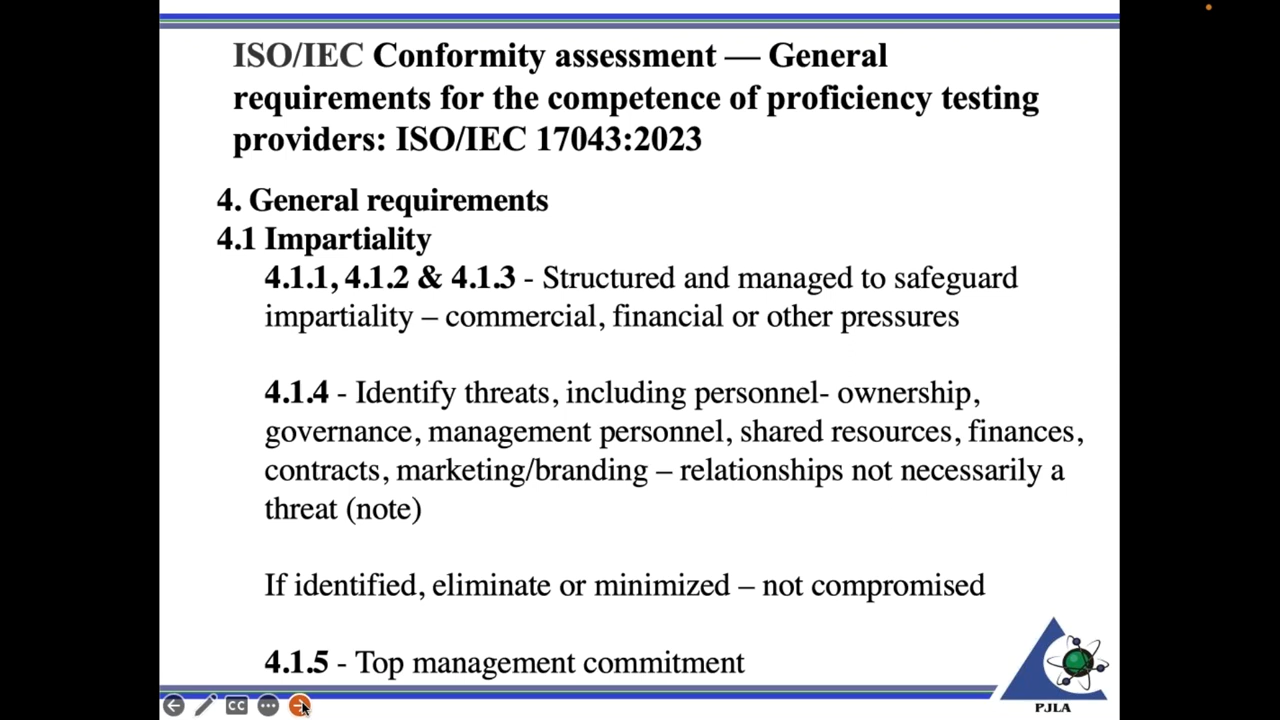 ISO/IEC Conformity assessment — General
requirements for the competence of proficiency testing
providers: ISO/IEC 17043:2023
4. General requirements
4.1 Impartiality
4.1.1, 4.1.2 & 4.1.3 - Structured and managed to safeguard
impartiality – commercial, financial or other pressures
4.1.4 - Identify threats, including personnel- ownership,
governance, management personnel, shared resources, finances,
contracts, marketing/branding – relationships not necessarily a
threat (note)
If identified, eliminate or minimized – not compromised
4.1.5 - Top management commitment
CC
PJLA